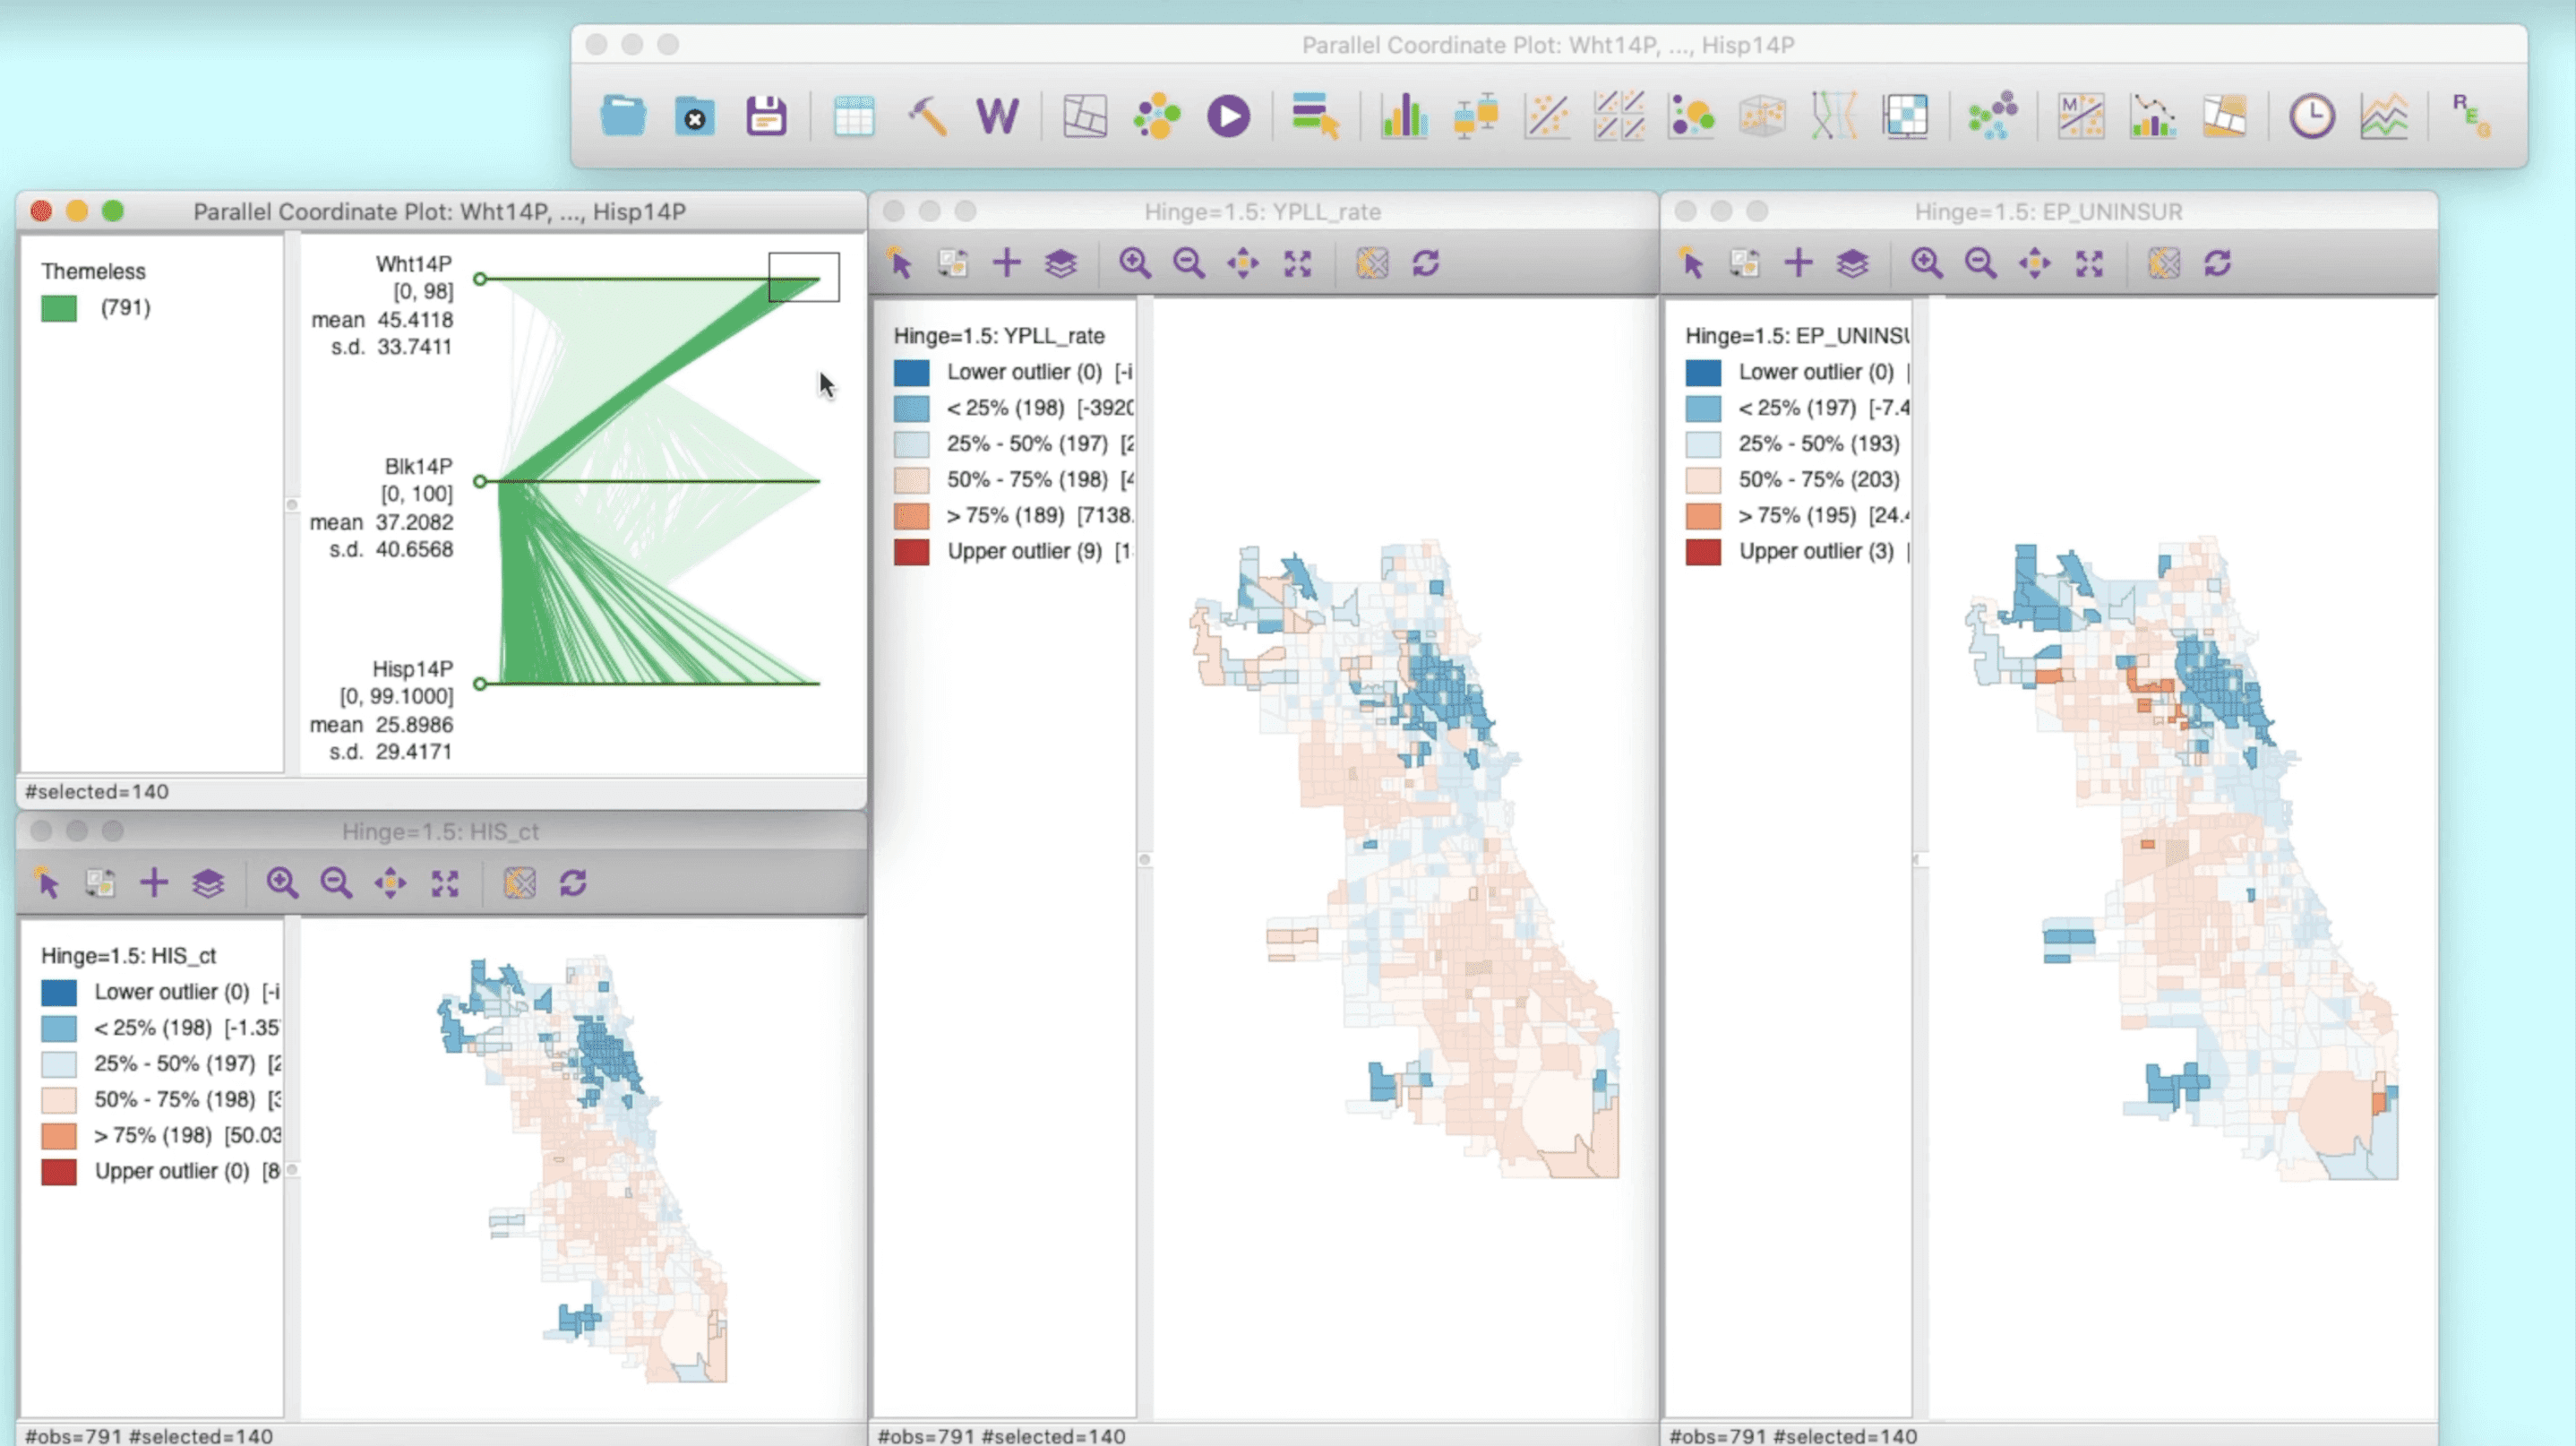 Parallel Coordinate Plot: Wht14P, ..., Hisp14P
W
M
R
E
G
Parallel Coordinate Plot: Wht14P, ..., Hisp14P
Themeless
(791)
Wht14P
[0, 98]
mean 45.4118
s.d. 33.7411
Blk14P
[0, 100]
mean 37.2082
s.d. 40.6568
Hisp14P
[0, 99.1000]
mean 25.8986
s.d. 29.4171
#selected=140
Hinge=1.5: HIS_ct
Hinge=1.5: HIS_ct
Lower outlier (0) [-i
< 25% (198) [-1.35
25% - 50% (197) [2
50% - 75% (198) [3
> 75% (198) [50.03
Upper outlier (0) [8
#obs=791 #selected=140
Hinge=1.5: YPLL_rate
Hinge=1.5: YPLL_rate
Lower outlier (0) [-i
< 25% (198) [-3920
25% - 50% (197) [2
50% - 75% (198) [4
> 75% (189) [7138.
Upper outlier (9) [1
#obs=791 #selected=140
Hinge=1.5: EP_UNINSUR
Hinge=1.5: EP_UNINSU
Lower outlier (0) [
< 25% (197) [-7.4
25% - 50% (193)
50% - 75% (203)
> 75% (195) [24.4
Upper outlier (3) [
#obs=791 #selected=140